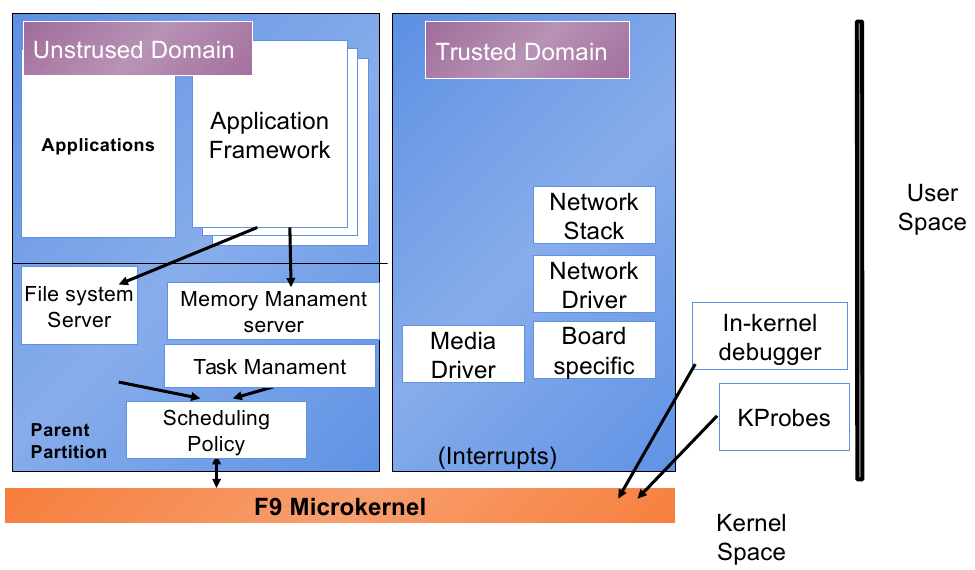 Unstrused Domain
Applications
Application
Framework
File system
Server
Memory Manament
server
Task Manament
Scheduling
Policy
Parent
Partition
Trusted Domain
Network
Stack
Network
Driver
Media
Driver
Board
specific
(Interrupts)
In-kernel
debugger
KProbes
User
Space
F9 Microkernel
Kernel
Space